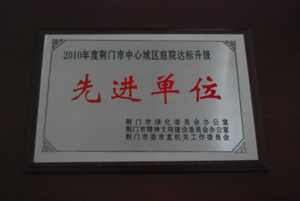 2010年度荆门市中心城区庭院达标升级
先进单位
荆门市绿化委员会办公室
荆门市精神文明建设委员会办公室
荆门市委市直机关工作委员会